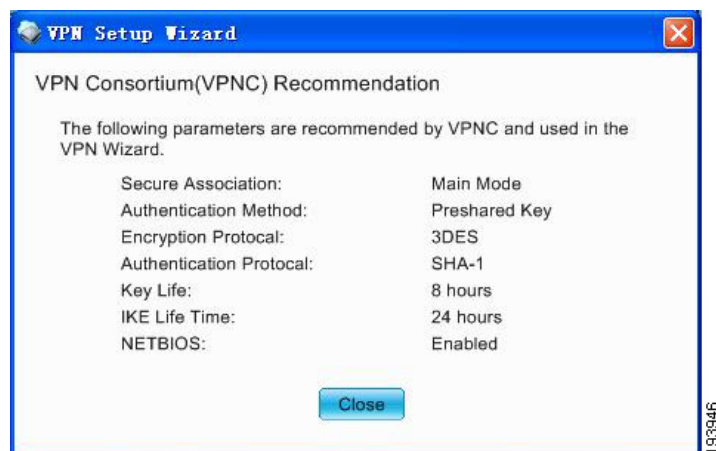 VPN Setup Wizard
VPN Consortium(VPNC) Recommendation
The following parameters are recommended by VPNC and used in the
VPN Wizard.
Secure Association: Main Mode
Authentication Method: Preshared Key
Encryption Protocal: 3DES
Authentication Protocal: SHA-1
Key Life: 8 hours
IKE Life Time: 24 hours
NETBIOS: Enabled
Close
193946